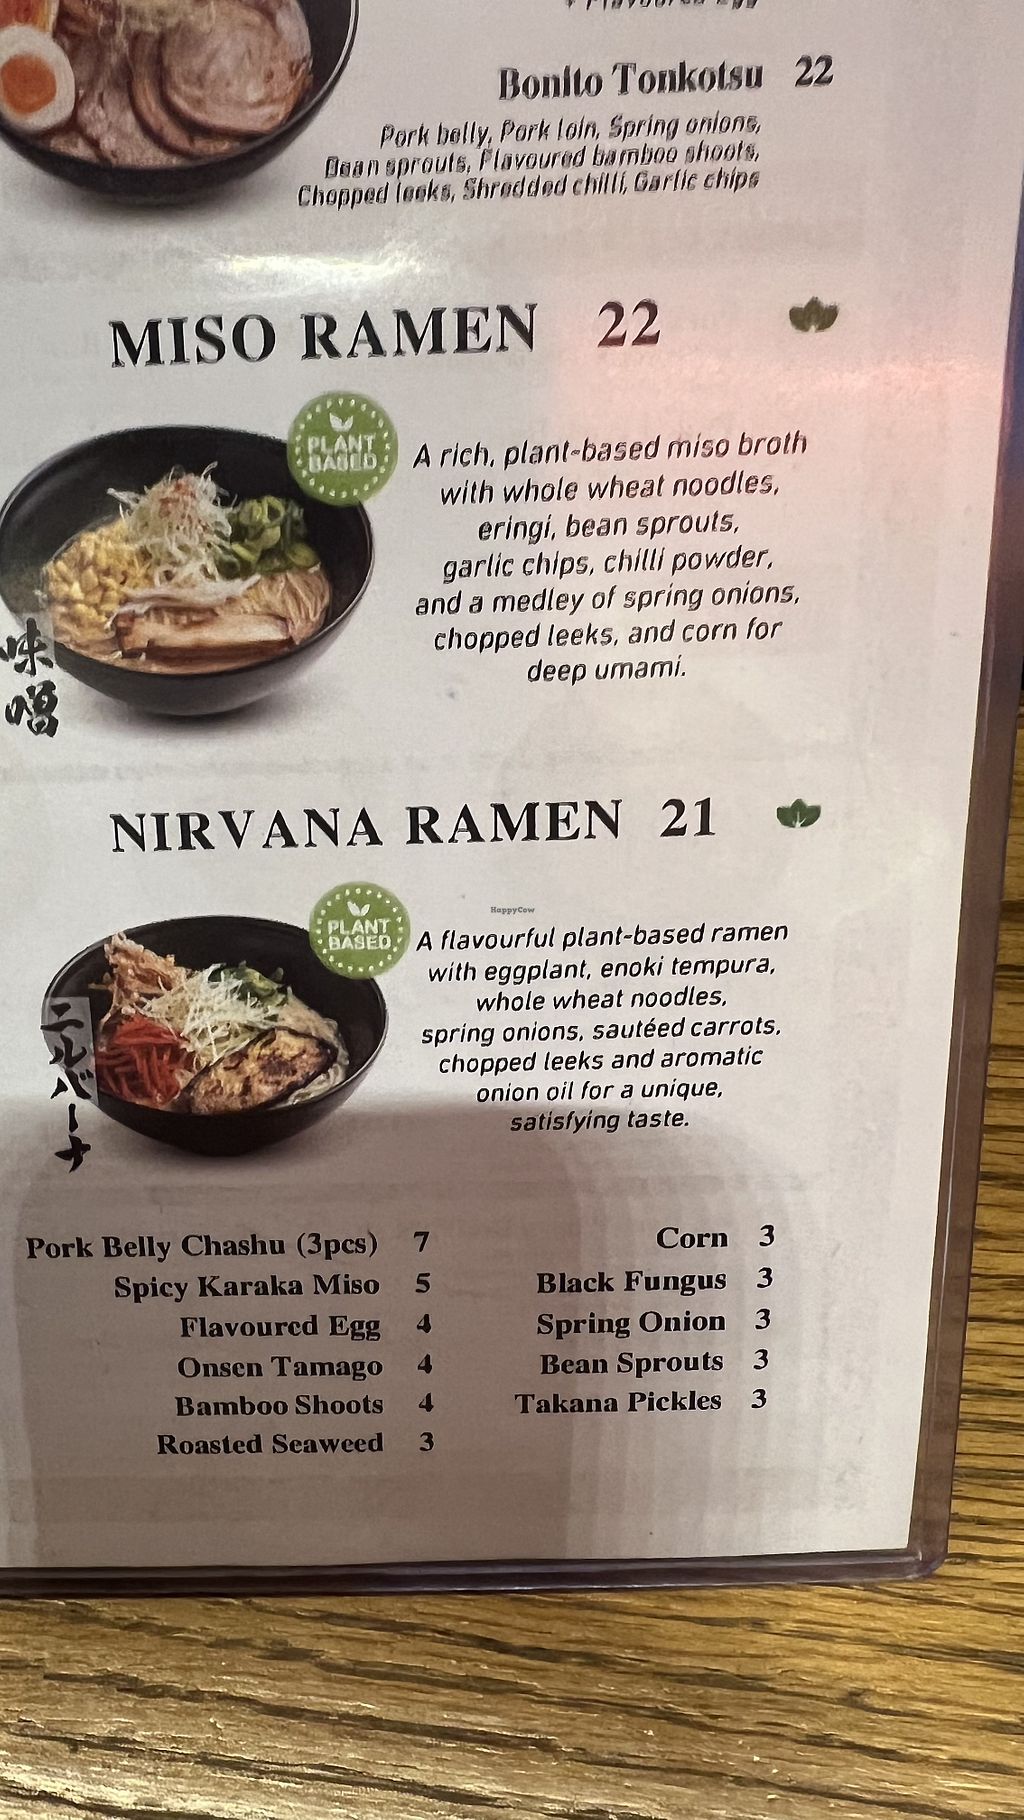 + Flavoured Egg
Bonito Tonkotsu 22
Pork belly, Pork loin, Spring onions,
Bean sprouts, Flavoured bamboo shoots,
Chopped leeks, Shredded chilli, Garlic chips
MISO RAMEN 22
PLANT
BASED
A rich, plant-based miso broth
with whole wheat noodles,
eringi, bean sprouts,
garlic chips, chilli powder,
and a medley of spring onions,
chopped leeks, and corn for
deep umami.
味噌
NIRVANA RAMEN 21
HappyCow
PLANT
BASED
A flavourful plant-based ramen
with eggplant, enoki tempura,
whole wheat noodles,
spring onions, sautéed carrots,
chopped leeks and aromatic
onion oil for a unique,
satisfying taste.
ニルバーナ
Pork Belly Chashu (3pcs) 7
Spicy Karaka Miso 5
Flavoured Egg 4
Onsen Tamago 4
Bamboo Shoots 4
Roasted Seaweed 3
Corn 3
Black Fungus 3
Spring Onion 3
Bean Sprouts 3
Takana Pickles 3